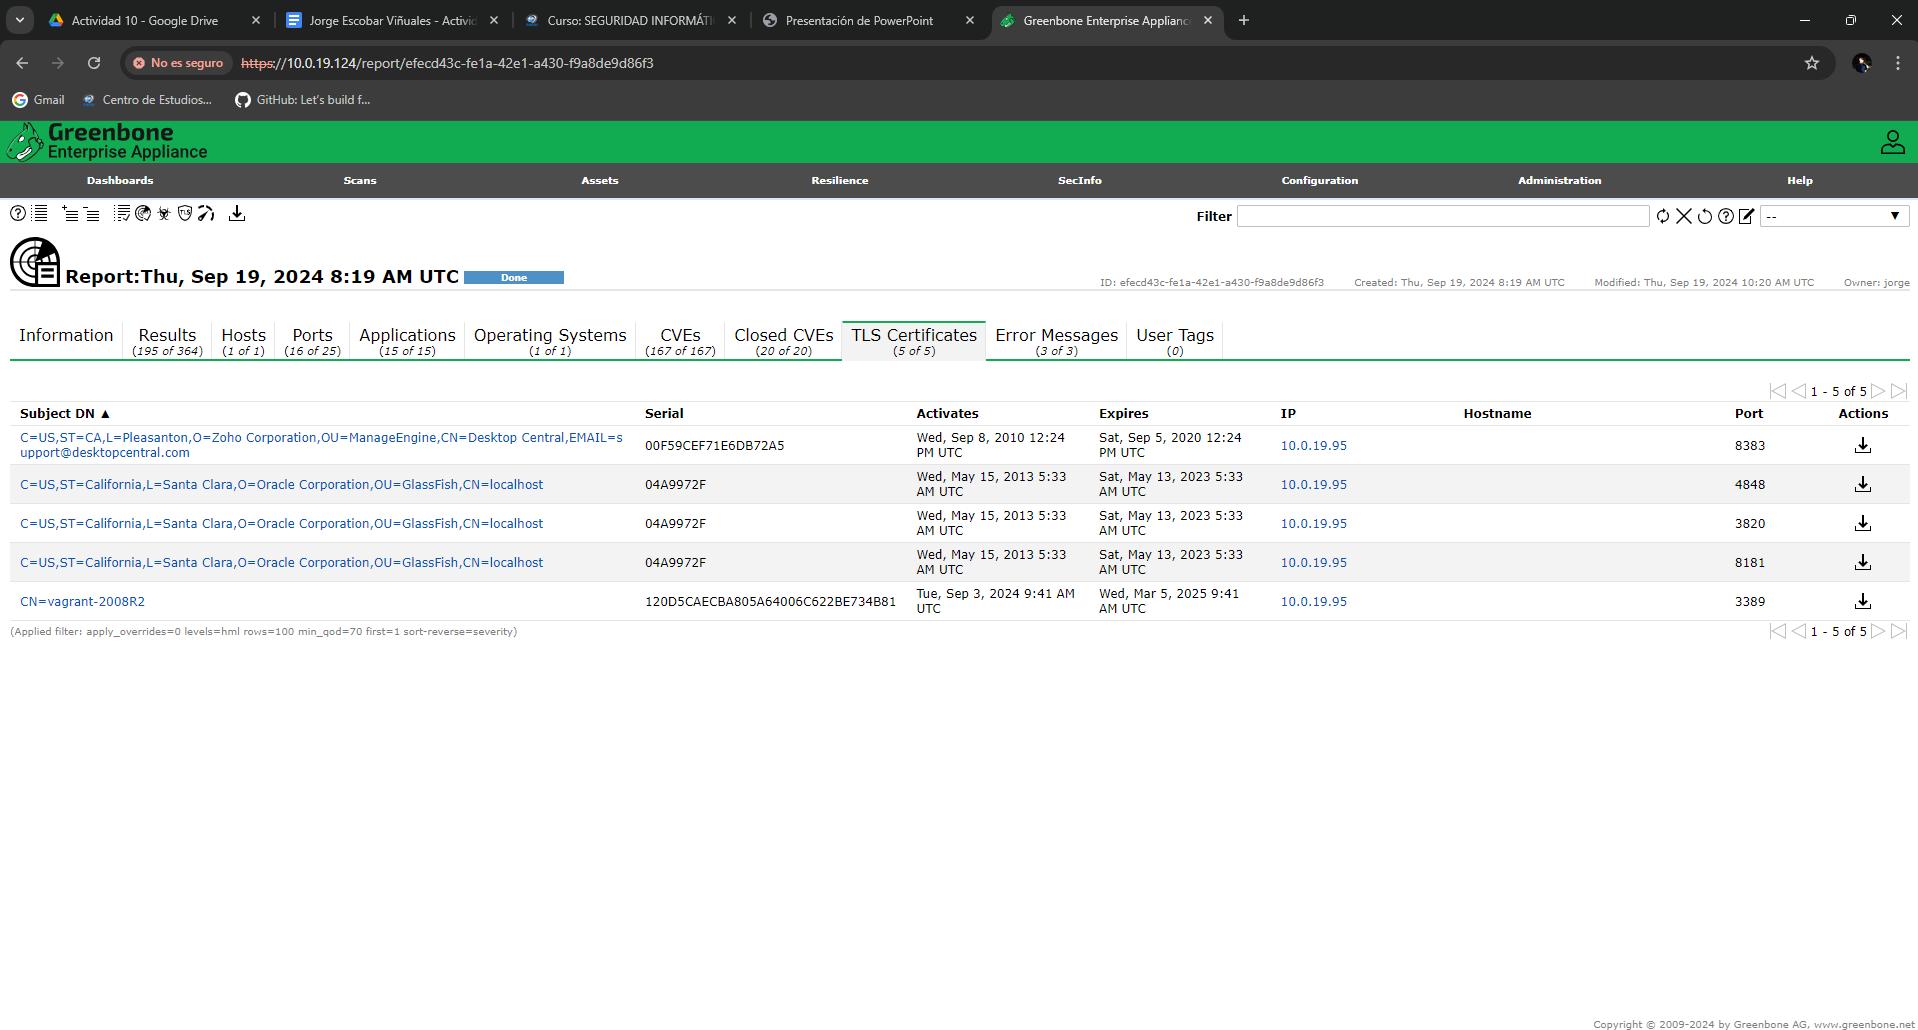 Actividad 10 - Google Drive
Jorge Escobar Viñuales - Activid
Curso: SEGURIDAD INFORMÁTI
Presentación de PowerPoint
Greenbone Enterprise Appliance
No es seguro
https://10.0.19.124/report/efecd43c-fe1a-42e1-a430-f9a8de9d86f3
Gmail
Centro de Estudios...
GitHub: Let's build f...
Greenbone
Enterprise Appliance
Dashboards Scans Assets Resilience SecInfo Configuration Administration Help
Filter
--
Report:Thu, Sep 19, 2024 8:19 AM UTC Done
ID: efecd43c-fe1a-42e1-a430-f9a8de9d86f3 Created: Thu, Sep 19, 2024 8:19 AM UTC Modified: Thu, Sep 19, 2024 10:20 AM UTC Owner: jorge
Information Results Hosts Ports Applications Operating Systems CVEs Closed CVEs TLS Certificates Error Messages User Tags
(195 of 364) (1 of 1) (16 of 25) (15 of 15) (1 of 1) (167 of 167) (20 of 20) (5 of 5) (3 of 3) (0)
1 - 5 of 5
Subject DN ▲ Serial Activates Expires IP Hostname Port Actions
C=US,ST=CA,L=Pleasanton,O=Zoho Corporation,OU=ManageEngine,CN=Desktop Central,EMAIL=s
upport@desktopcentral.com
00F59CEF71E6DB72A5
Wed, Sep 8, 2010 12:24
PM UTC
Sat, Sep 5, 2020 12:24
PM UTC
10.0.19.95
8383
C=US,ST=California,L=Santa Clara,O=Oracle Corporation,OU=GlassFish,CN=localhost
04A9972F
Wed, May 15, 2013 5:33
AM UTC
Sat, May 13, 2023 5:33
AM UTC
10.0.19.95
4848
C=US,ST=California,L=Santa Clara,O=Oracle Corporation,OU=GlassFish,CN=localhost
04A9972F
Wed, May 15, 2013 5:33
AM UTC
Sat, May 13, 2023 5:33
AM UTC
10.0.19.95
3820
C=US,ST=California,L=Santa Clara,O=Oracle Corporation,OU=GlassFish,CN=localhost
04A9972F
Wed, May 15, 2013 5:33
AM UTC
Sat, May 13, 2023 5:33
AM UTC
10.0.19.95
8181
CN=vagrant-2008R2
120D5CAECBA805A64006C622BE734B81
Tue, Sep 3, 2024 9:41 AM
UTC
Wed, Mar 5, 2025 9:41
AM UTC
10.0.19.95
3389
(Applied filter: apply_overrides=0 levels=hml rows=100 min_qod=70 first=1 sort-reverse=severity)
1 - 5 of 5
Copyright © 2009-2024 by Greenbone AG, www.greenbone.net